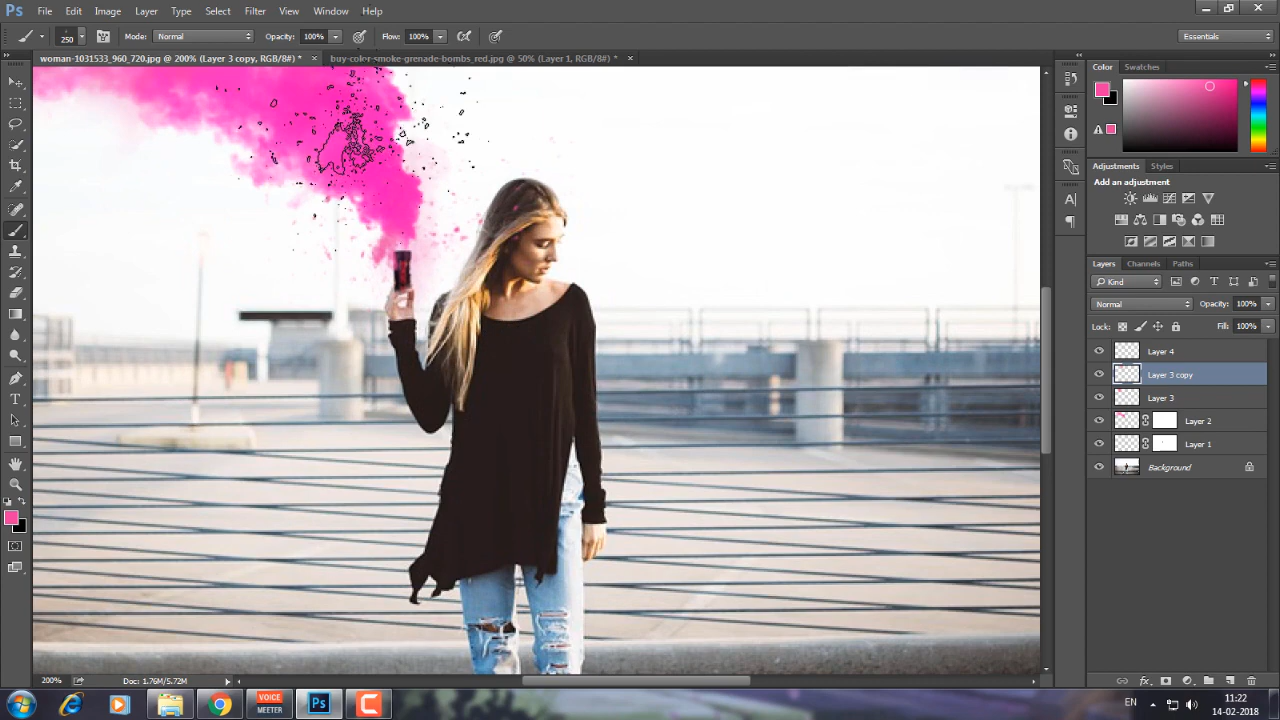 Ps File Edit Image Layer Type Select Filter View Window Help
250 Mode: Normal Opacity: 100% Flow: 100% Essentials
woman-1031533_960_720.jpg @ 200% (Layer 3 copy, RGB/8#) * × buy-color-smoke-grenade-bombs_red.jpg @ 50% (Layer 1, RGB/8#) * ×
Color Swatches
Adjustments Styles
Add an adjustment
Layers Channels Paths
Kind
Normal Opacity: 100%
Lock: Fill: 100%
Layer 4
Layer 3 copy
Layer 3
Layer 2
Layer 1
Background
200% Doc: 1.76M/5.72M
VOICE
MEETER
Ps
EN
11:22
14-02-2018